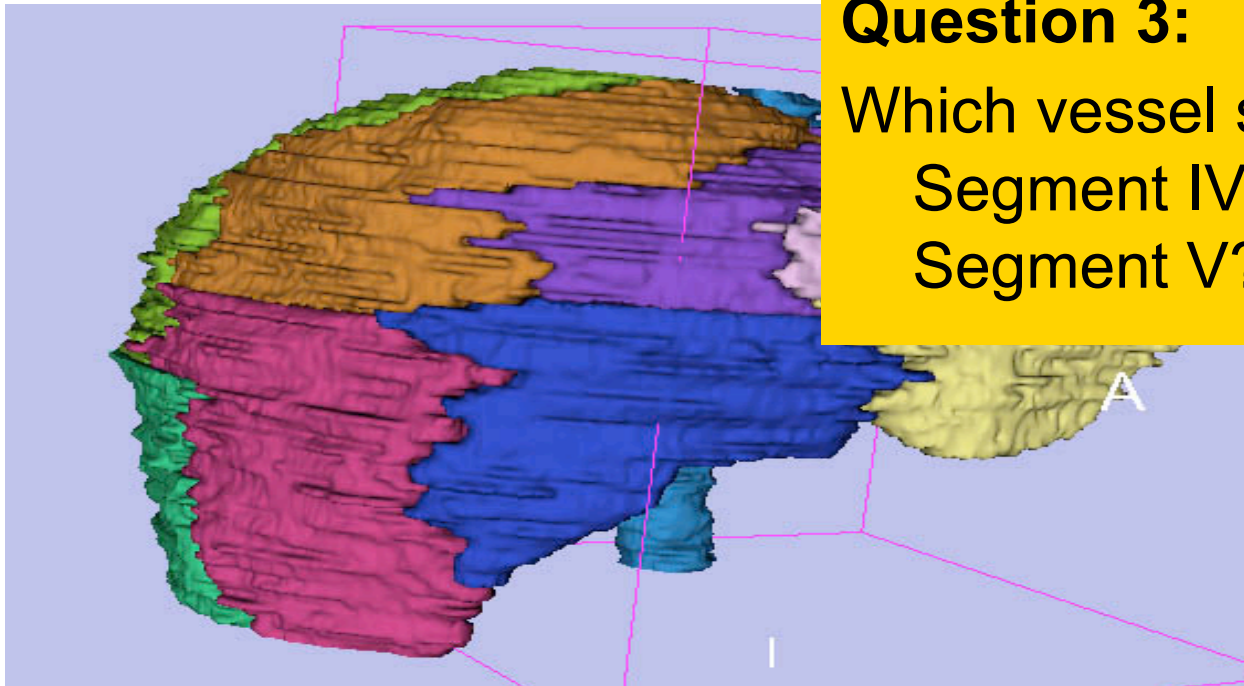 Question 3:
Which vessel s
Segment IV
Segment V?
A
I